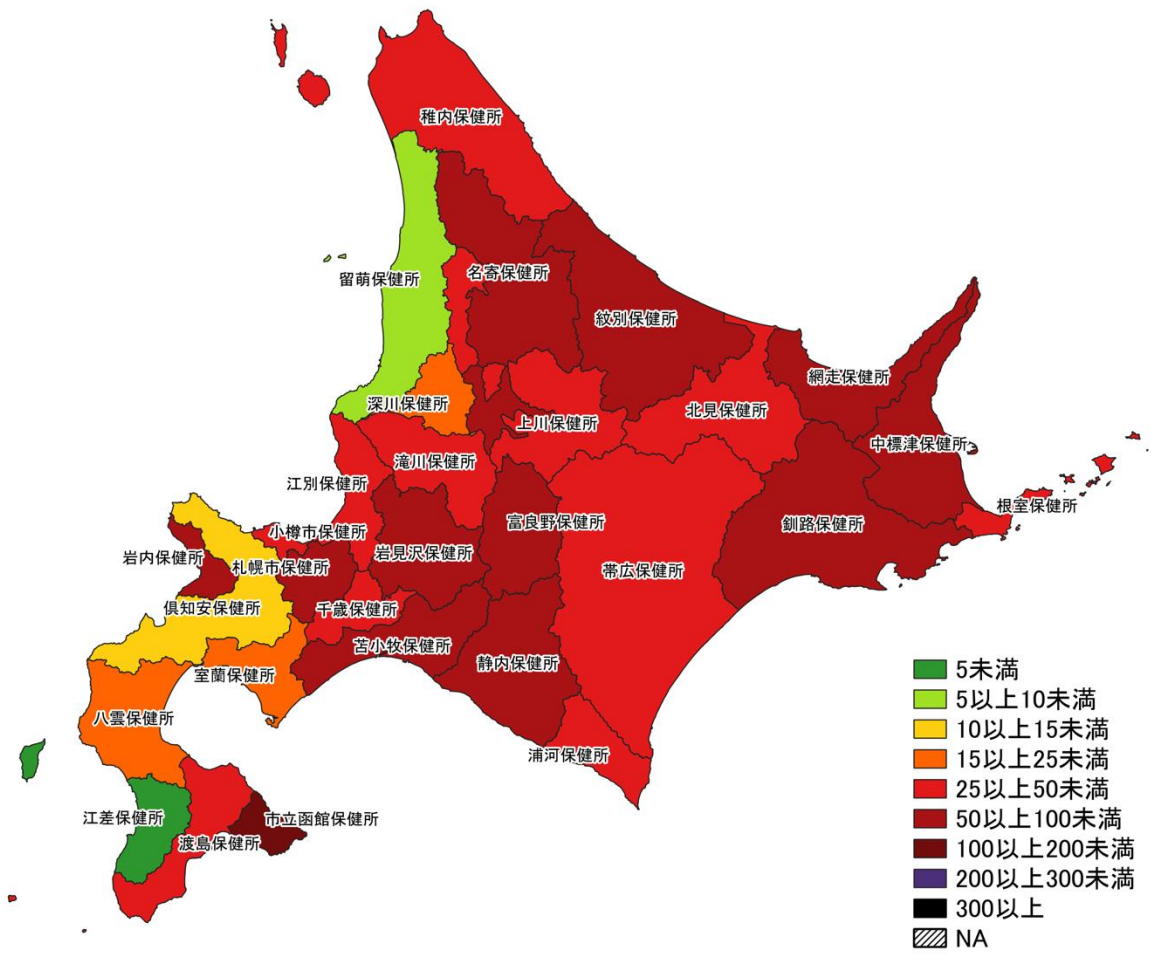 稚内保健所
名寄保健所
留萌保健所
紋別保健所
網走保健所
深川保健所
北見保健所
上川保健所
中標津保健所
滝川保健所
江別保健所
根室保健所
富良野保健所
釧路保健所
小樽市保健所
岩見沢保健所
岩内保健所
札幌市保健所
帯広保健所
倶知安保健所
千歳保健所
苫小牧保健所
静内保健所
室蘭保健所
八雲保健所
浦河保健所
江差保健所
市立函館保健所
渡島保健所
5未満
5以上10未満
10以上15未満
15以上25未満
25以上50未満
50以上100未満
100以上200未満
200以上300未満
300以上
NA